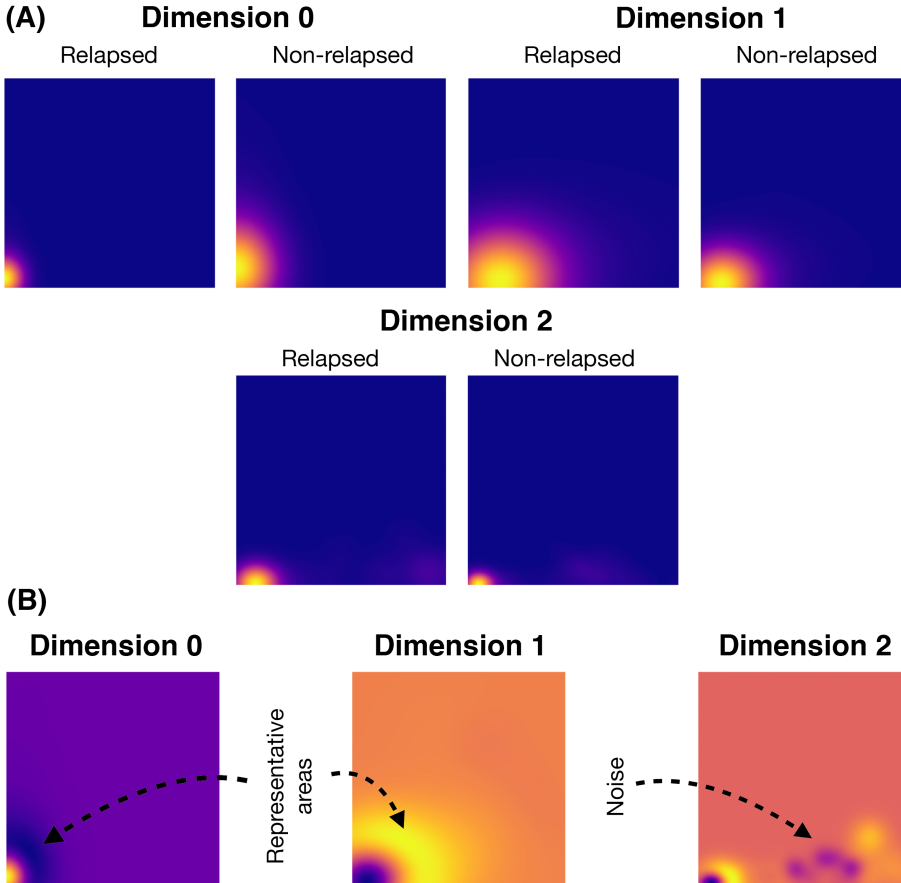 (A)
Dimension 0
Dimension 1
Relapsed
Non-relapsed
Relapsed
Non-relapsed
Dimension 2
Relapsed
Non-relapsed
(B)
Dimension 0
Dimension 1
Dimension 2
Representative
areas
Noise